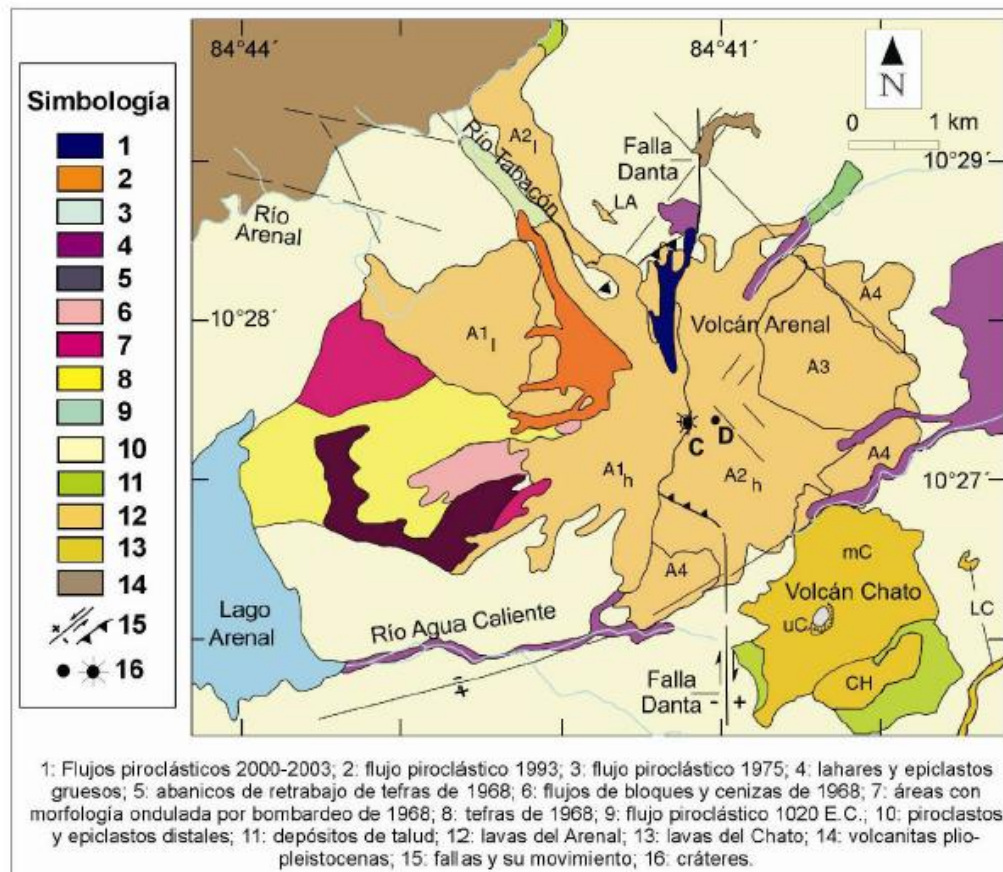 84°44´
84°41´
N
0 1 km
10°29´
10°28´
10°27´
Simbología
1
2
3
4
5
6
7
8
9
10
11
12
13
14
15
16
A2l
Río Tabacón
Falla
Danta
LA
Río
Arenal
A1l
Volcán Arenal
A4
A3
C
D
A4
A1h
A2h
A4
mC
Volcán Chato
uC
LC
CH
Lago
Arenal
Río Agua Caliente
Falla
Danta - +
1: Flujos piroclásticos 2000-2003; 2: flujo piroclástico 1993; 3: flujo piroclástico 1975; 4: lahares y epiclastos
gruesos; 5: abanicos de retrabajo de tefras de 1968; 6: flujos de bloques y cenizas de 1968; 7: áreas con
morfología ondulada por bombardeo de 1968; 8: tefras de 1968; 9: flujo piroclástico 1020 E.C.; 10: piroclastos
y epiclastos distales; 11: depósitos de talud; 12: lavas del Arenal; 13: lavas del Chato; 14: volcanitas plio-
pleistocenas; 15: fallas y su movimiento; 16: cráteres.